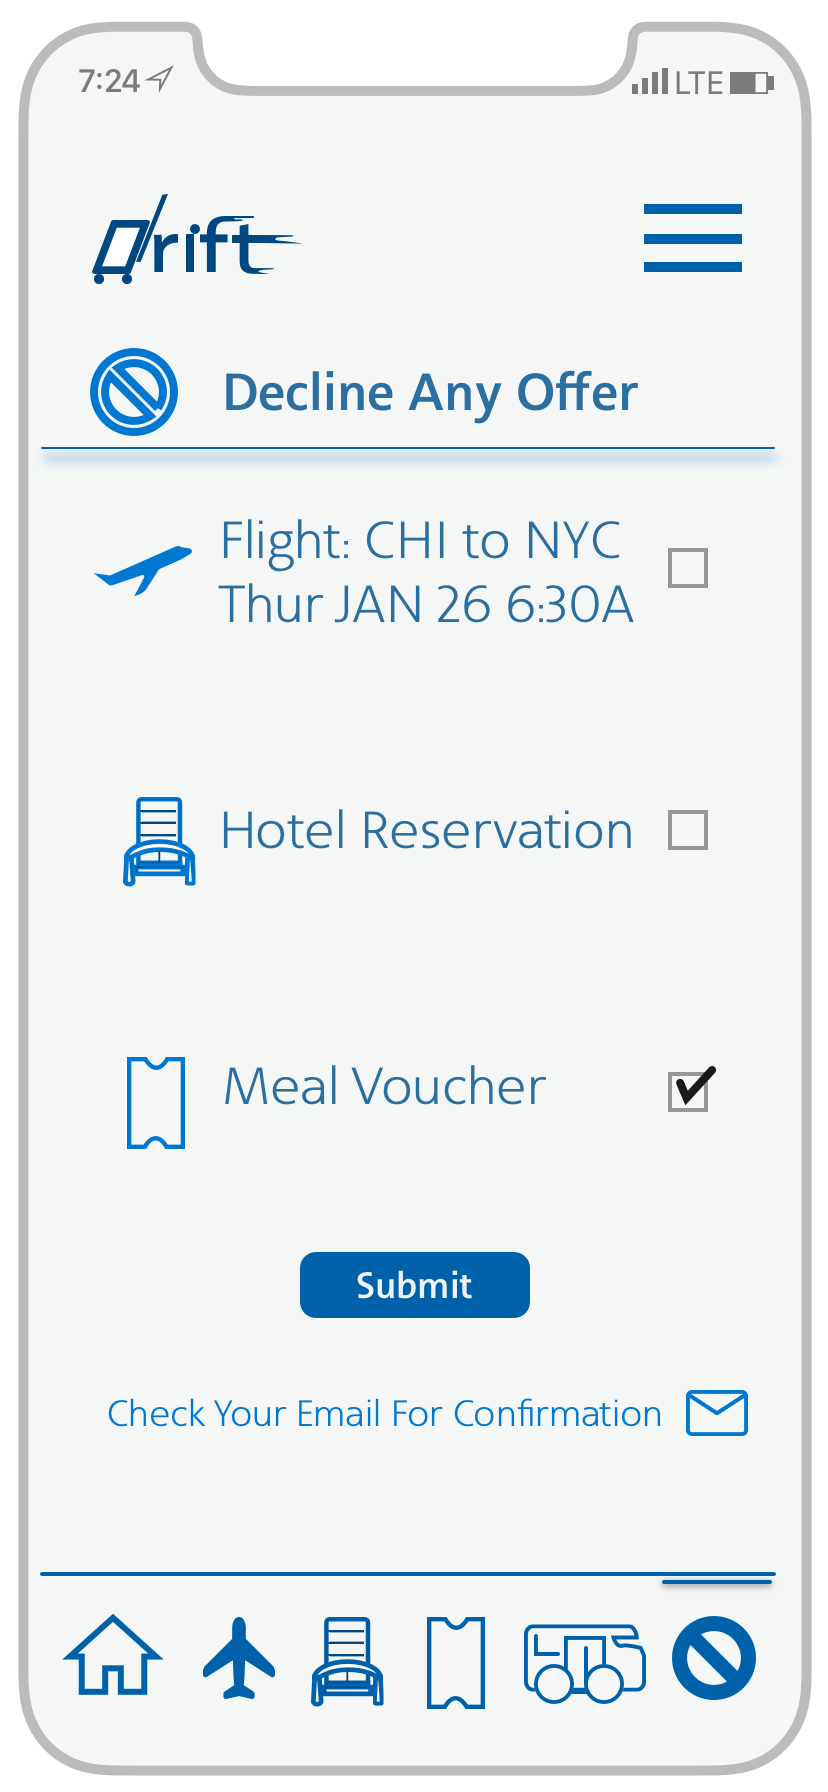 7:24
LTE
Drift
Decline Any Offer
Flight: CHI to NYC
Thur JAN 26 6:30A
Hotel Reservation
Meal Voucher
Submit
Check Your Email For Confirmation